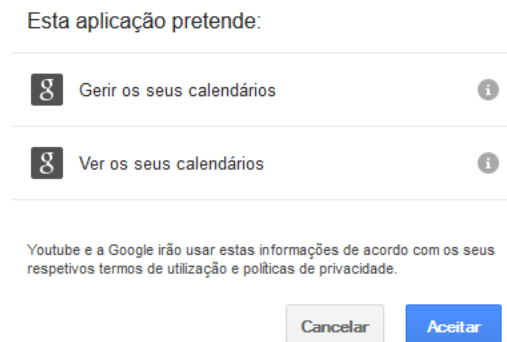 Esta aplicação pretende:
g Gerir os seus calendários i
g Ver os seus calendários i
Youtube e a Google irão usar estas informações de acordo com os seus
respetivos termos de utilização e políticas de privacidade.
Cancelar Aceitar